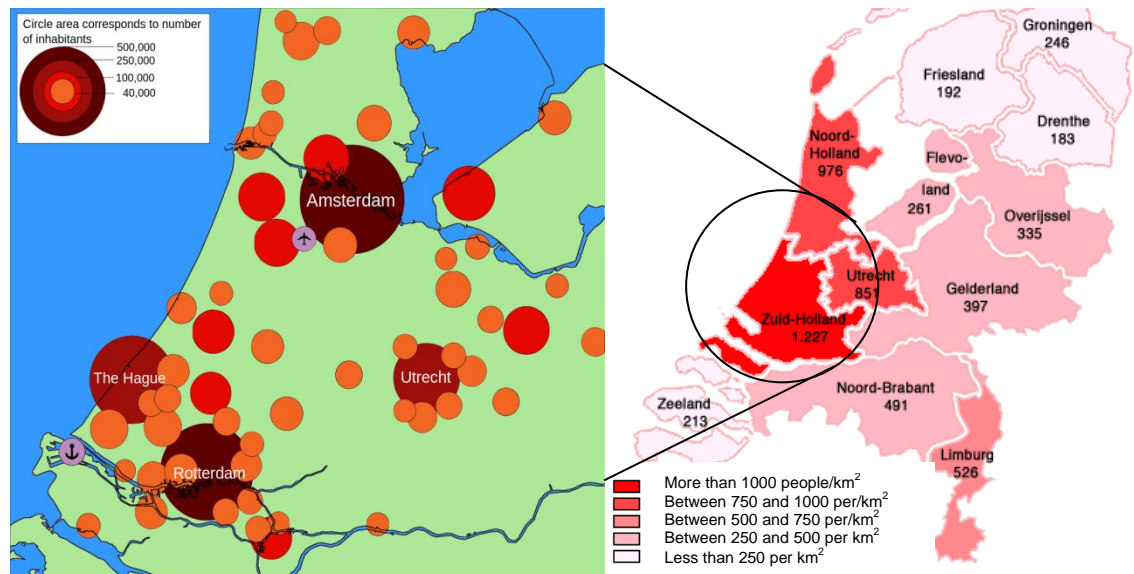 Circle area corresponds to number
of inhabitants
500,000
250,000
100,000
40,000
Amsterdam
The Hague
Utrecht
Rotterdam
Groningen
246
Friesland
192
Drenthe
183
Noord-
Holland
976
Flevo-
land
261
Overijssel
335
Utrecht
851
Gelderland
397
Zuid-Holland
1.227
Noord-Brabant
491
Zeeland
213
Limburg
526
More than 1000 people/km²
Between 750 and 1000 per/km²
Between 500 and 750 per/km²
Between 250 and 500 per km²
Less than 250 per km²